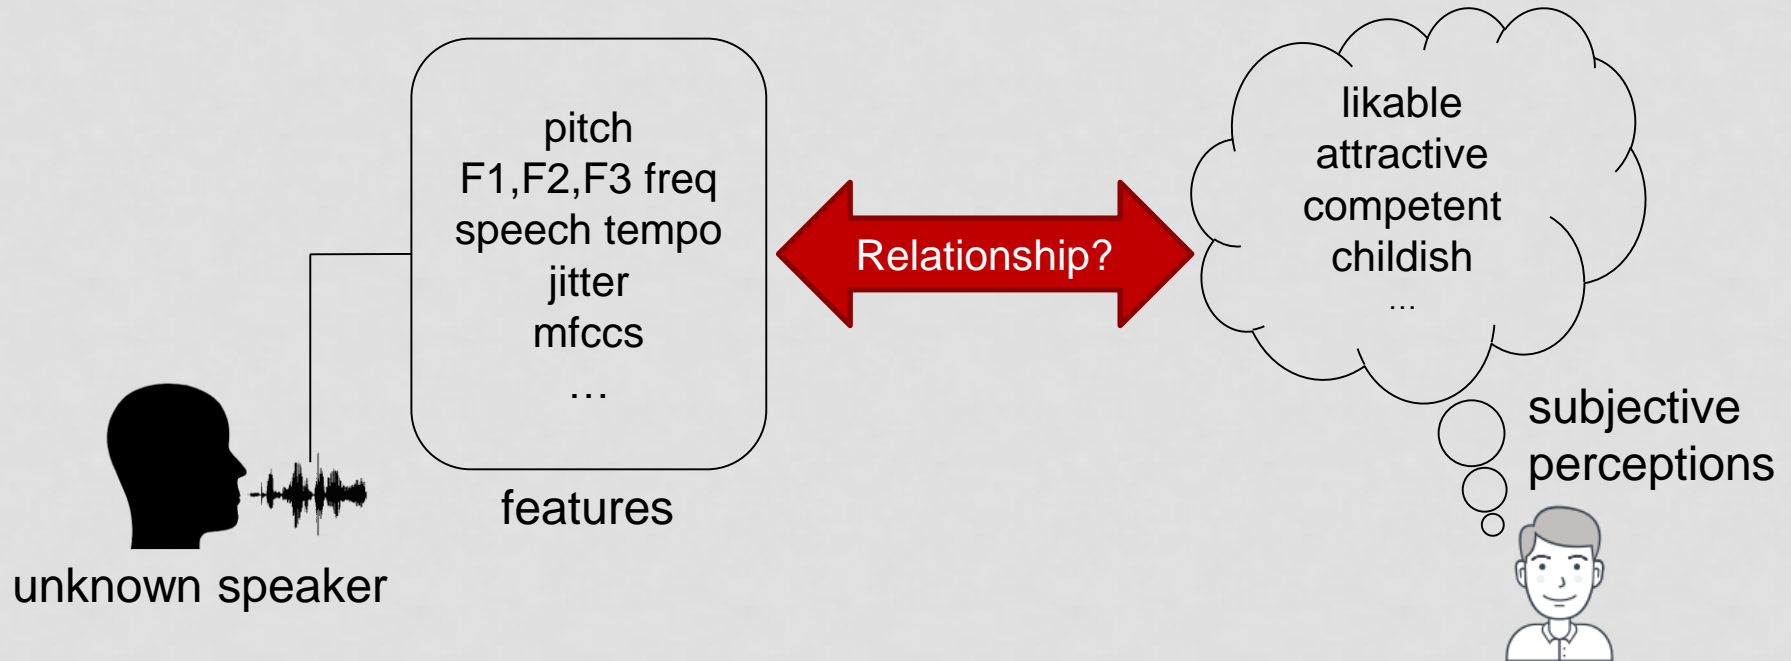 pitch
F1,F2,F3 freq
speech tempo
jitter
mfccs
…
features
unknown speaker
Relationship?
likable
attractive
competent
childish
…
subjective
perceptions